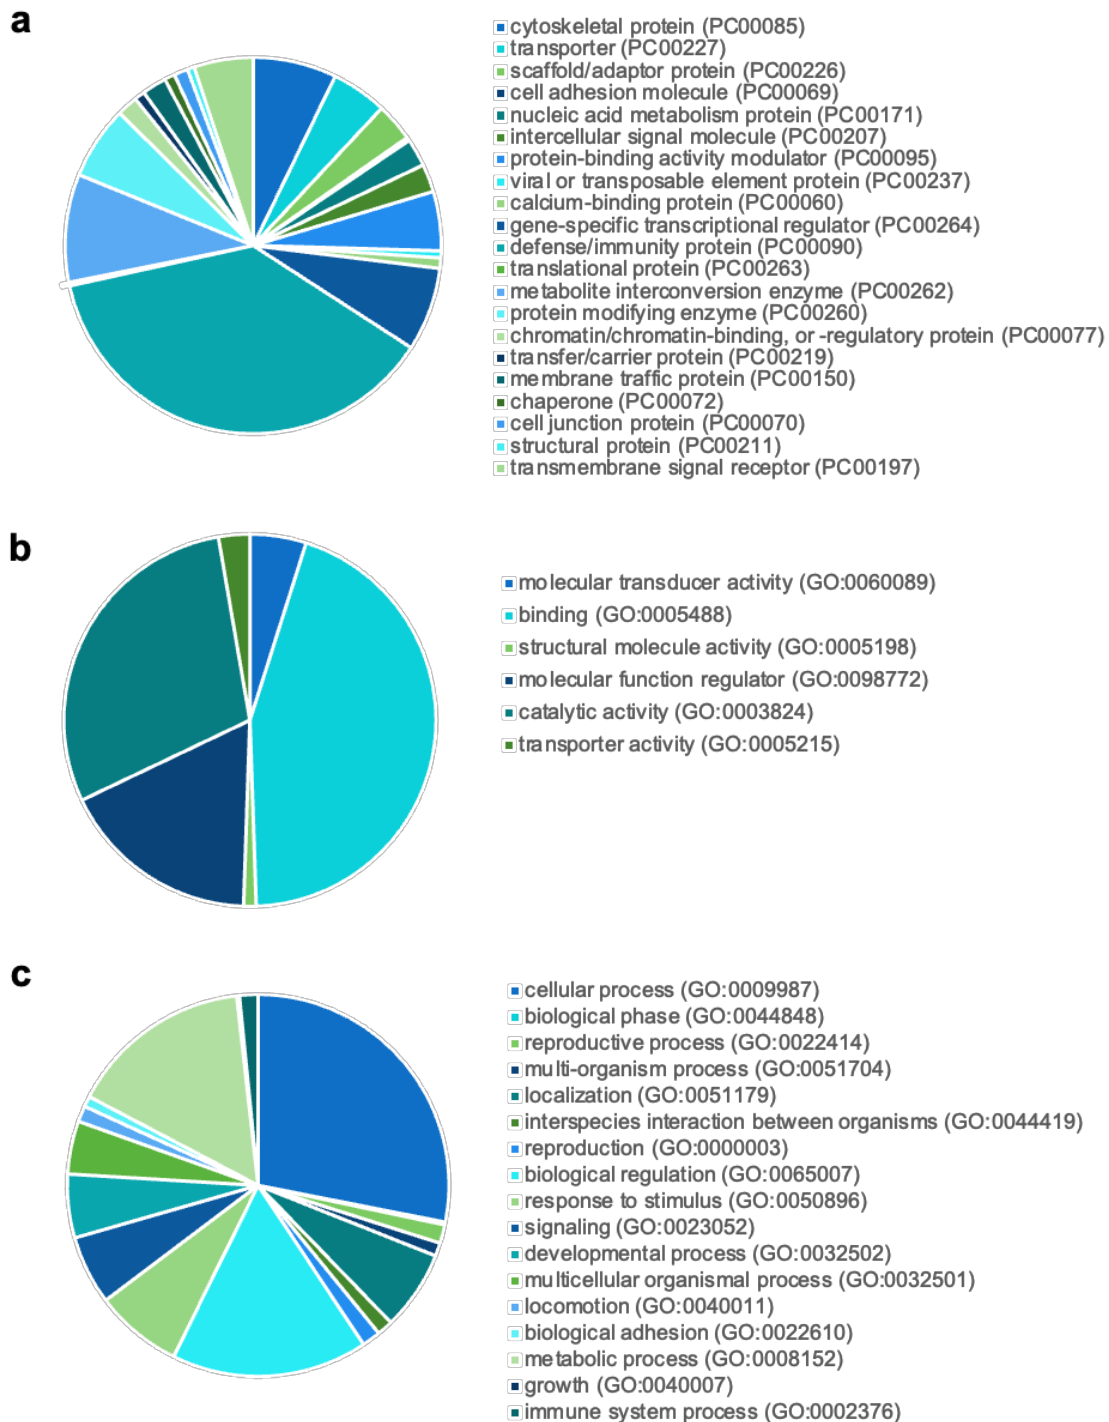 a
cytoskeletal protein (PC00085)
transporter (PC00227)
scaffold/adaptor protein (PC00226)
cell adhesion molecule (PC00069)
nucleic acid metabolism protein (PC00171)
intercellular signal molecule (PC00207)
protein-binding activity modulator (PC00095)
viral or transposable element protein (PC00237)
calcium-binding protein (PC00060)
gene-specific transcriptional regulator (PC00264)
defense/immunity protein (PC00090)
translational protein (PC00263)
metabolite interconversion enzyme (PC00262)
protein modifying enzyme (PC00260)
chromatin/chromatin-binding, or -regulatory protein (PC00077)
transfer/carrier protein (PC00219)
membrane traffic protein (PC00150)
chaperone (PC00072)
cell junction protein (PC00070)
structural protein (PC00211)
transmembrane signal receptor (PC00197)
b
molecular transducer activity (GO:0060089)
binding (GO:0005488)
structural molecule activity (GO:0005198)
molecular function regulator (GO:0098772)
catalytic activity (GO:0003824)
transporter activity (GO:0005215)
c
cellular process (GO:0009987)
biological phase (GO:0044848)
reproductive process (GO:0022414)
multi-organism process (GO:0051704)
localization (GO:0051179)
interspecies interaction between organisms (GO:0044419)
reproduction (GO:0000003)
biological regulation (GO:0065007)
response to stimulus (GO:0050896)
signaling (GO:0023052)
developmental process (GO:0032502)
multicellular organismal process (GO:0032501)
locomotion (GO:0040011)
biological adhesion (GO:0022610)
metabolic process (GO:0008152)
growth (GO:0040007)
immune system process (GO:0002376)